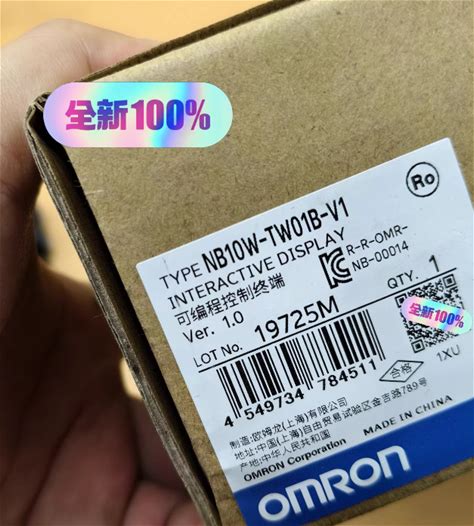 全新100%
Ro
TYPE NB10W-TW01B-V1
INTERACTIVE DISPLAY
可编程控制终端
R-R-OMR-
NB-00014
Ver. 1.0
QTY. 1
LOT No. 19725M
全新100%
1XU
合格
4 549734 784511
制造:欧姆龙(上海)有限公司
地址:中国(上海)自由贸易试验区金吉路789号
产地:中华人民共和国
OMRON Corporation
MADE IN CHINA
OMRON